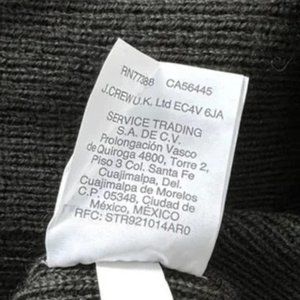 RN77388 CA56445
J.CREW U.K. Ltd EC4V 6JA
SERVICE TRADING
S.A. DE C.V.
Prolongación Vasco
de Quiroga 4800, Torre 2,
Piso 3 Col. Santa Fe
Cuajimalpa, Del.
Cuajimalpa de Morelos
C.P. 05348, Ciudad de
México, MÉXICO
RFC: STR921014AR0